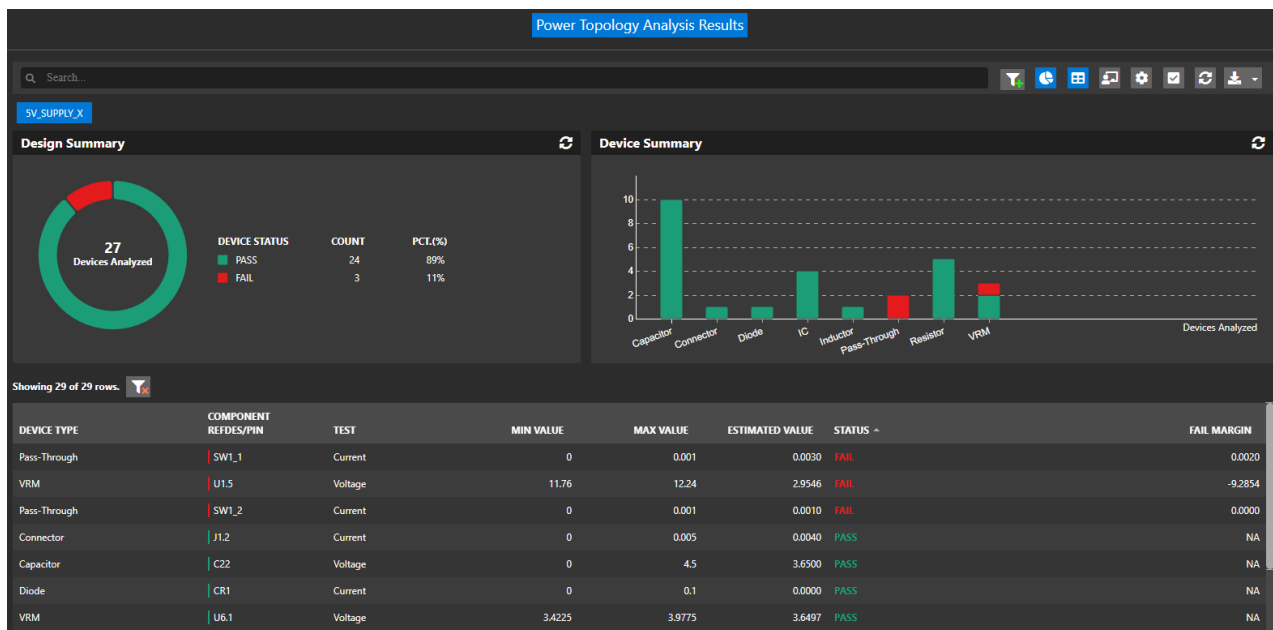 Power Topology Analysis Results
Search...
5V_SUPPLY_X
Design Summary
27
Devices Analyzed
DEVICE STATUS COUNT PCT.(%)
PASS 24 89%
FAIL 3 11%
Device Summary
10
8
6
4
2
0
Capacitor Connector Diode IC Inductor Pass-Through Resistor VRM
Devices Analyzed
Showing 29 of 29 rows.
DEVICE TYPE COMPONENT REFDES/PIN TEST MIN VALUE MAX VALUE ESTIMATED VALUE STATUS FAIL MARGIN
Pass-Through SW1_1 Current 0 0.001 0.0030 FAIL 0.0020
VRM U1.5 Voltage 11.76 12.24 2.9546 FAIL -9.2854
Pass-Through SW1_2 Current 0 0.001 0.0010 FAIL 0.0000
Connector J1.2 Current 0 0.005 0.0040 PASS NA
Capacitor C22 Voltage 0 4.5 3.6500 PASS NA
Diode CR1 Current 0 0.1 0.0000 PASS NA
VRM U6.1 Voltage 3.4225 3.9775 3.6497 PASS NA